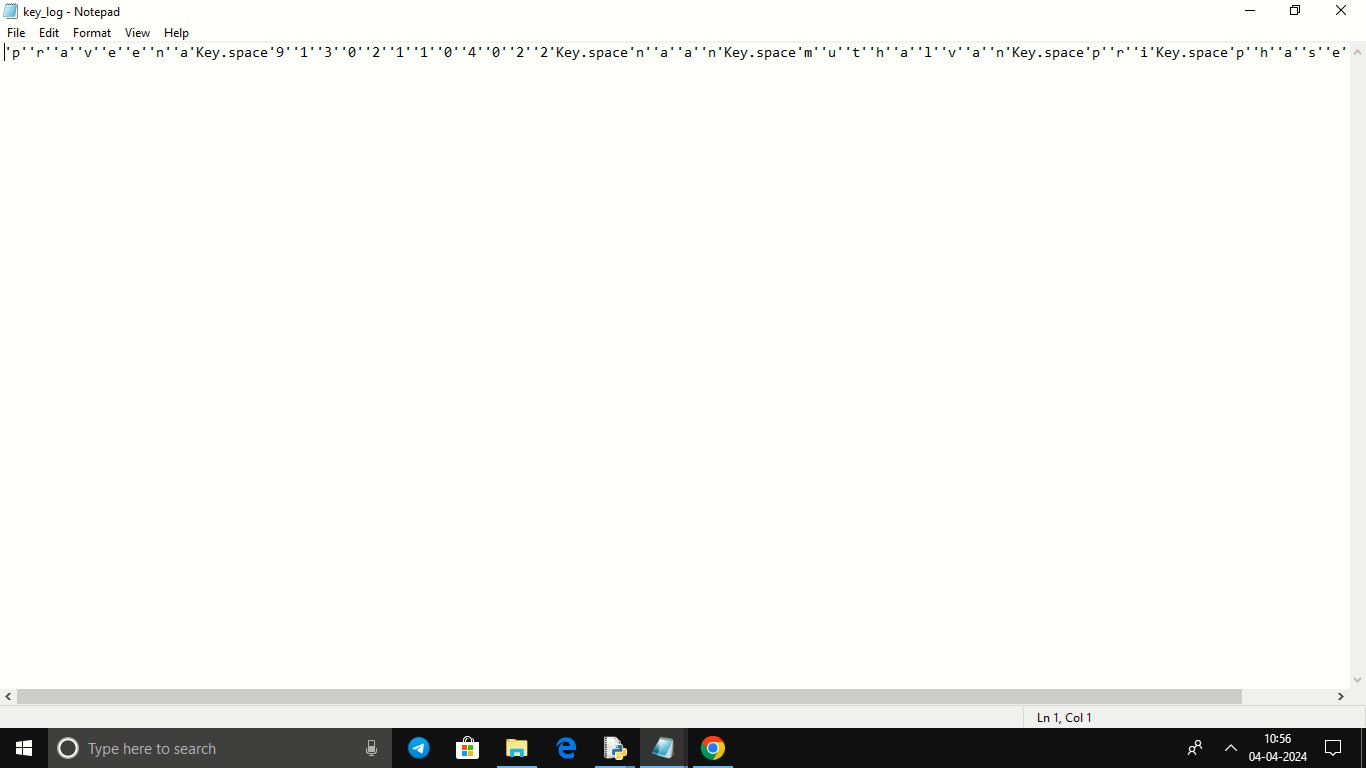 key_log - Notepad
File Edit Format View Help
'p''r''a''v''e''e''n''a'Key.space'9''1''3''0''2''1''1''0''4''0''2''2'Key.space'n''a''a''n'Key.space'm''u''t''h''a''l''v''a''n'Key.space'p''r''i'Key.space'p''h''a''s''e'
Ln 1, Col 1
Type here to search
10:56
04-04-2024